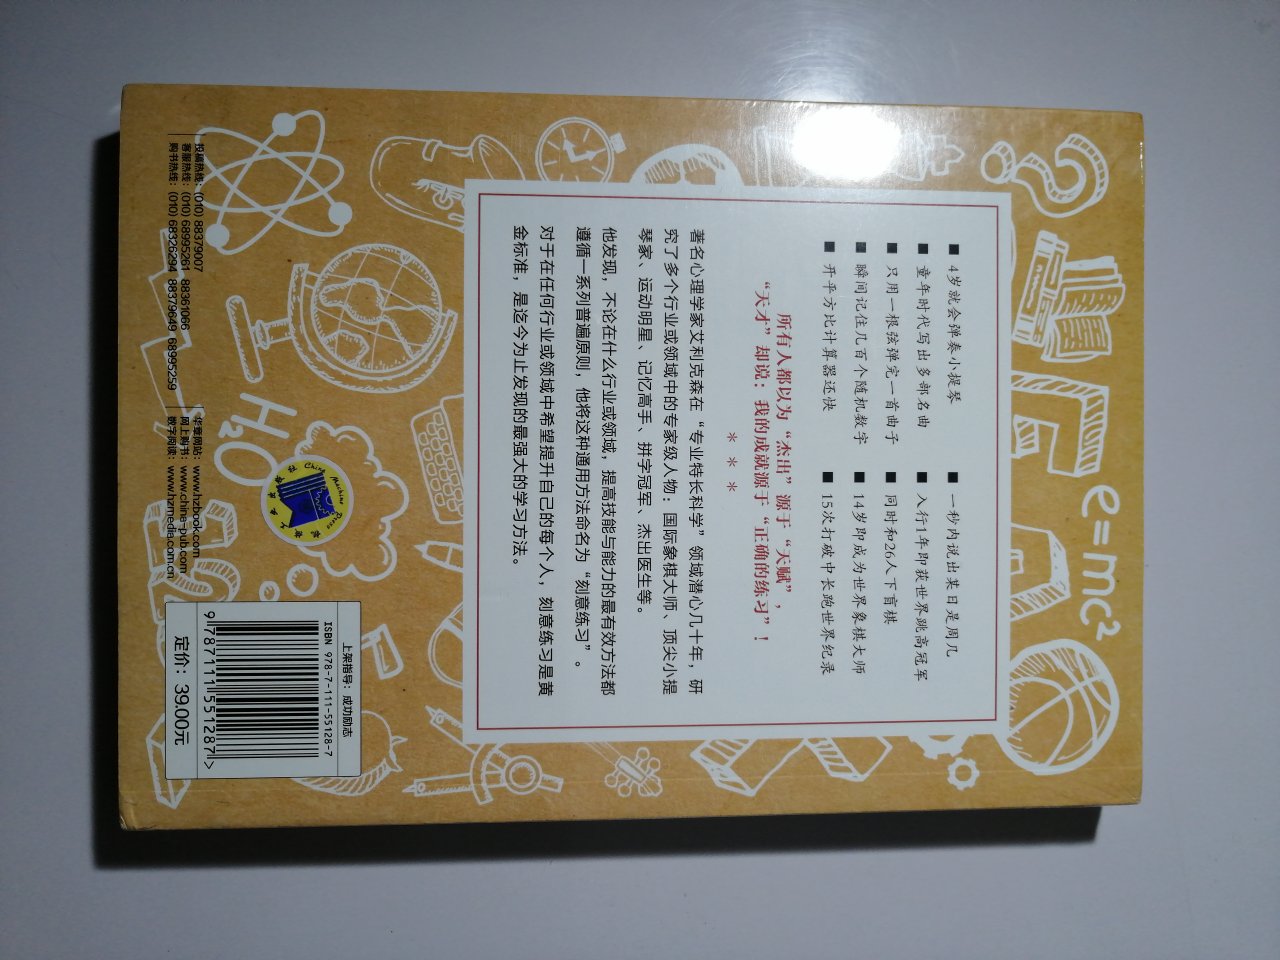 ■ 4岁就会弹奏小提琴
■ 一秒内说出某日是周几
■ 童年时代写出多部名曲
■ 入行1年即获世界跳高冠军
■ 只用一根弦弹完一首曲子
■ 同时和26人下盲棋
■ 瞬间记住几百个随机数字
■ 14岁即成为世界象棋大师
■ 开平方比计算器还快
■ 15次打破中长跑世界纪录
所有人都以为“杰出”源于“天赋”，
“天才”却说：我的成就源于“正确的练习”！
* * *
著名心理学家艾利克森在“专业特长科学”领域潜心几十年，研
究了多个行业或领域中的专家级人物：国际象棋大师、顶尖小提
琴家、运动明星、记忆高手、拼字冠军、杰出医生等。
他发现，不论在什么行业或领域，提高技能与能力的最有效方法都
遵循一系列普遍原则，他将这种通用方法命名为“刻意练习”。
对于在任何行业或领域中希望提升自己的每个人，刻意练习是黄
金标准，是迄今为止发现的最强大的学习方法。
e=mc²
H₂O
China Machine Press
投稿热线：(010) 88379007
客服热线：(010) 68995261 88361066
购书热线：(010) 68326294 88379649 68995259
华章网站：www.hzbook.com
网上购书：www.china-pub.com
数字阅读：www.hzmedia.com.cn
上架指导：成功励志
ISBN 978-7-111-55128-7
9 787111 551287 >
定价：39.00元